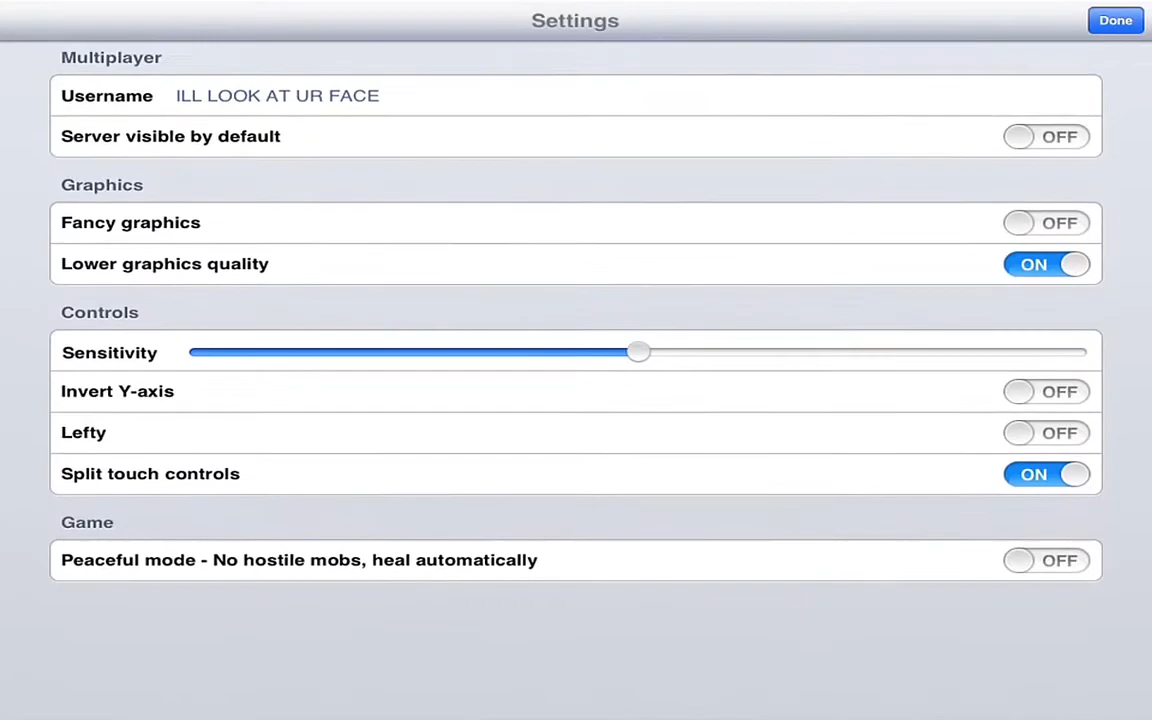 Settings
Done
Multiplayer
Username ILL LOOK AT UR FACE
Server visible by default OFF
Graphics
Fancy graphics OFF
Lower graphics quality ON
Controls
Sensitivity
Invert Y-axis OFF
Lefty OFF
Split touch controls ON
Game
Peaceful mode - No hostile mobs, heal automatically OFF